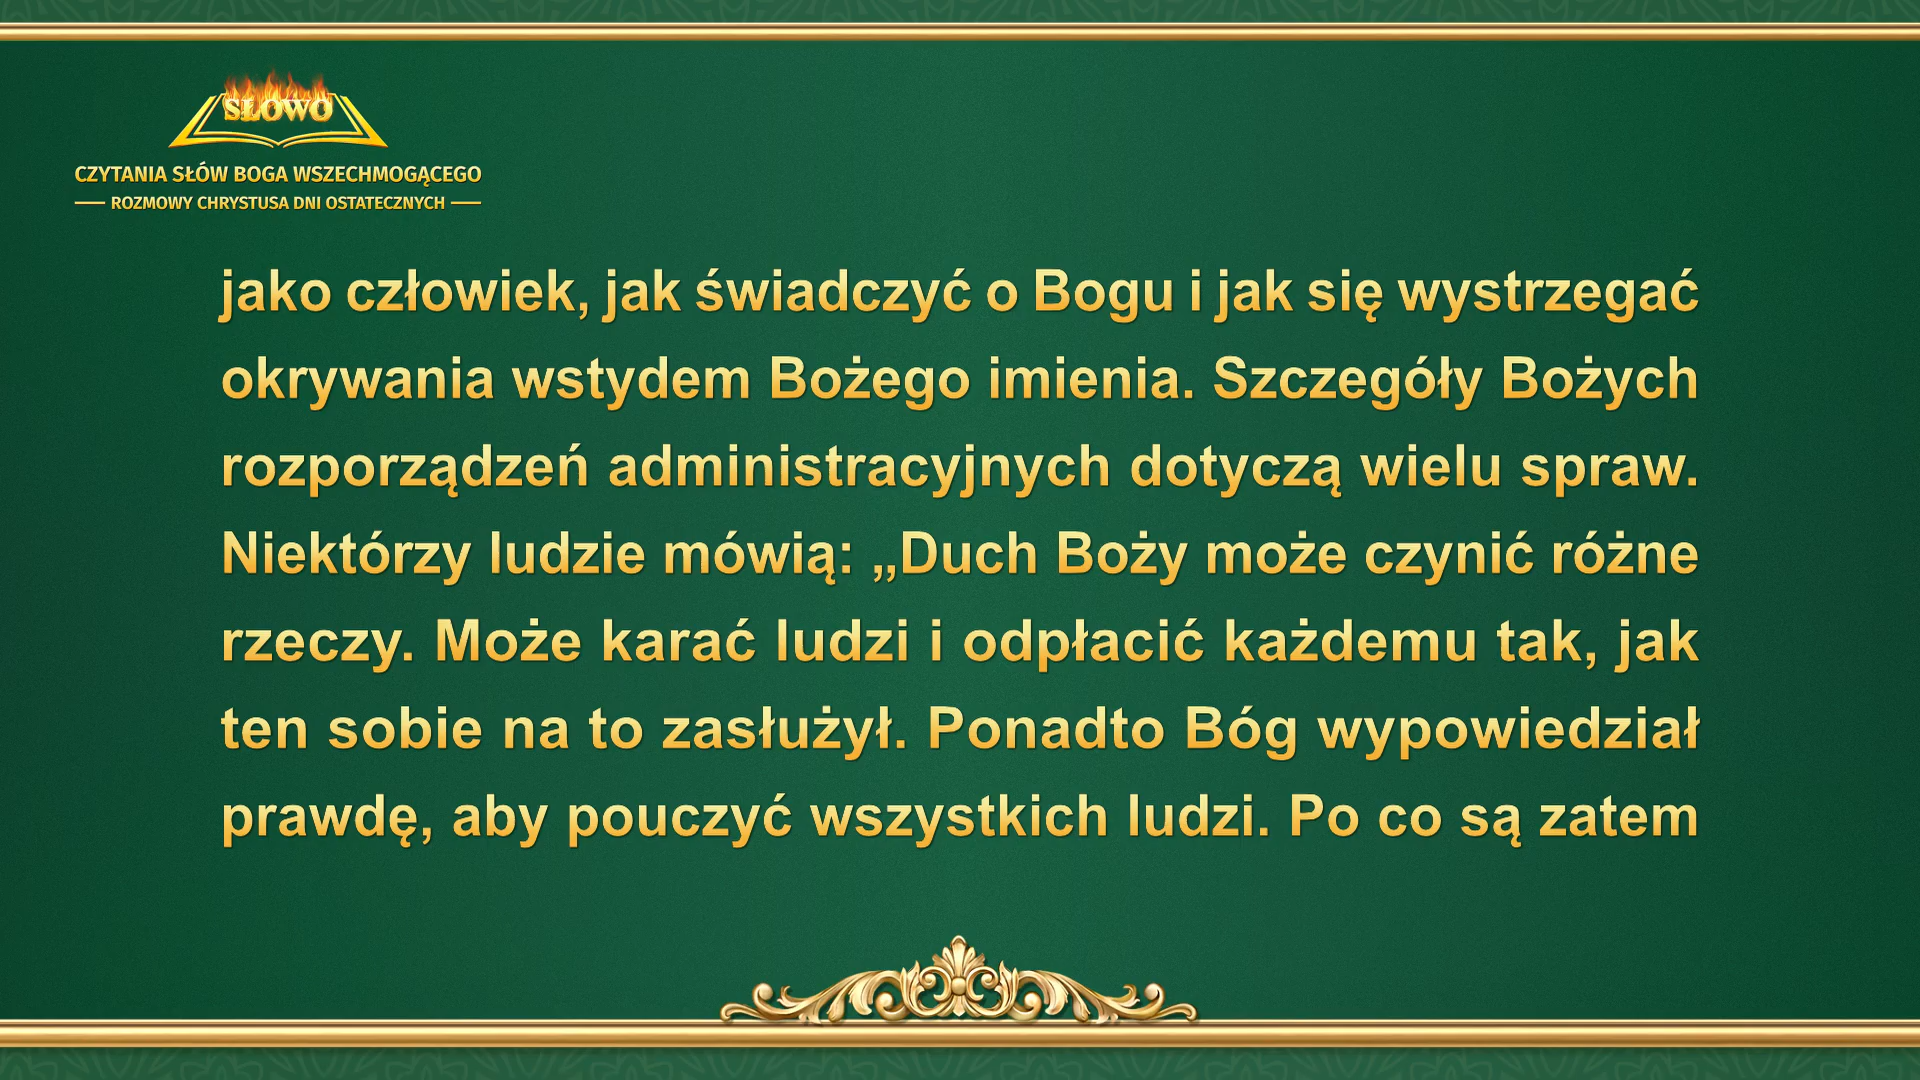 SŁOWO
CZYTANIA SŁÓW BOGA WSZECHMOGĄCEGO
ROZMOWY CHRYSTUSA DNI OSTATECZNYCH
jako człowiek, jak świadczyć o Bogu i jak się wystrzegać
okrywania wstydem Bożego imienia. Szczegóły Bożych
rozporządzeń administracyjnych dotyczą wielu spraw.
Niektórzy ludzie mówią: „Duch Boży może czynić różne
rzeczy. Może karać ludzi i odpłacić każdemu tak, jak
ten sobie na to zasłużył. Ponadto Bóg wypowiedział
prawdę, aby pouczyć wszystkich ludzi. Po co są zatem